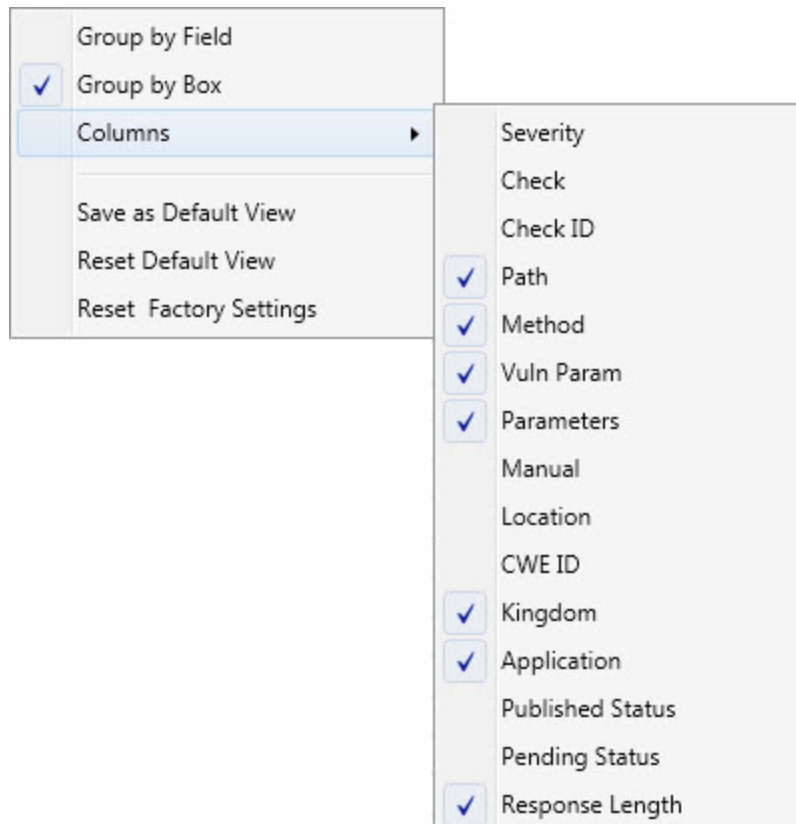 Group by Field
Group by Box
Columns
Save as Default View
Reset Default View
Reset  Factory Settings
Severity
Check
Check ID
Path
Method
Vuln Param
Parameters
Manual
Location
CWE ID
Kingdom
Application
Published Status
Pending Status
Response Length